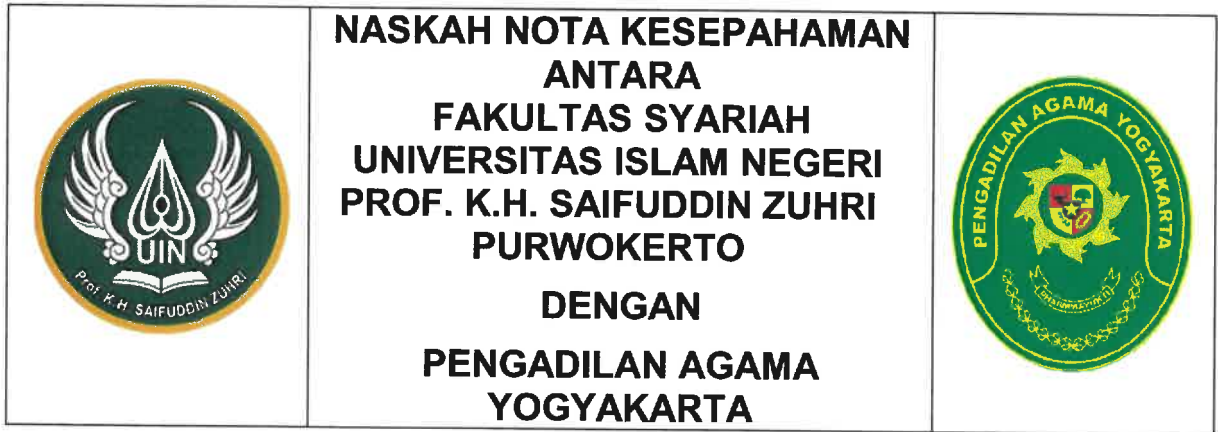 NASKAH NOTA KESEPAHAMAN
ANTARA
FAKULTAS SYARIAH
UNIVERSITAS ISLAM NEGERI
PROF. K.H. SAIFUDDIN ZUHRI
PURWOKERTO
DENGAN
PENGADILAN AGAMA
YOGYAKARTA
UIN
Prof. K.H. SAIFUDDIN ZUHRI
PENGADILAN AGAMA YOGYAKARTA